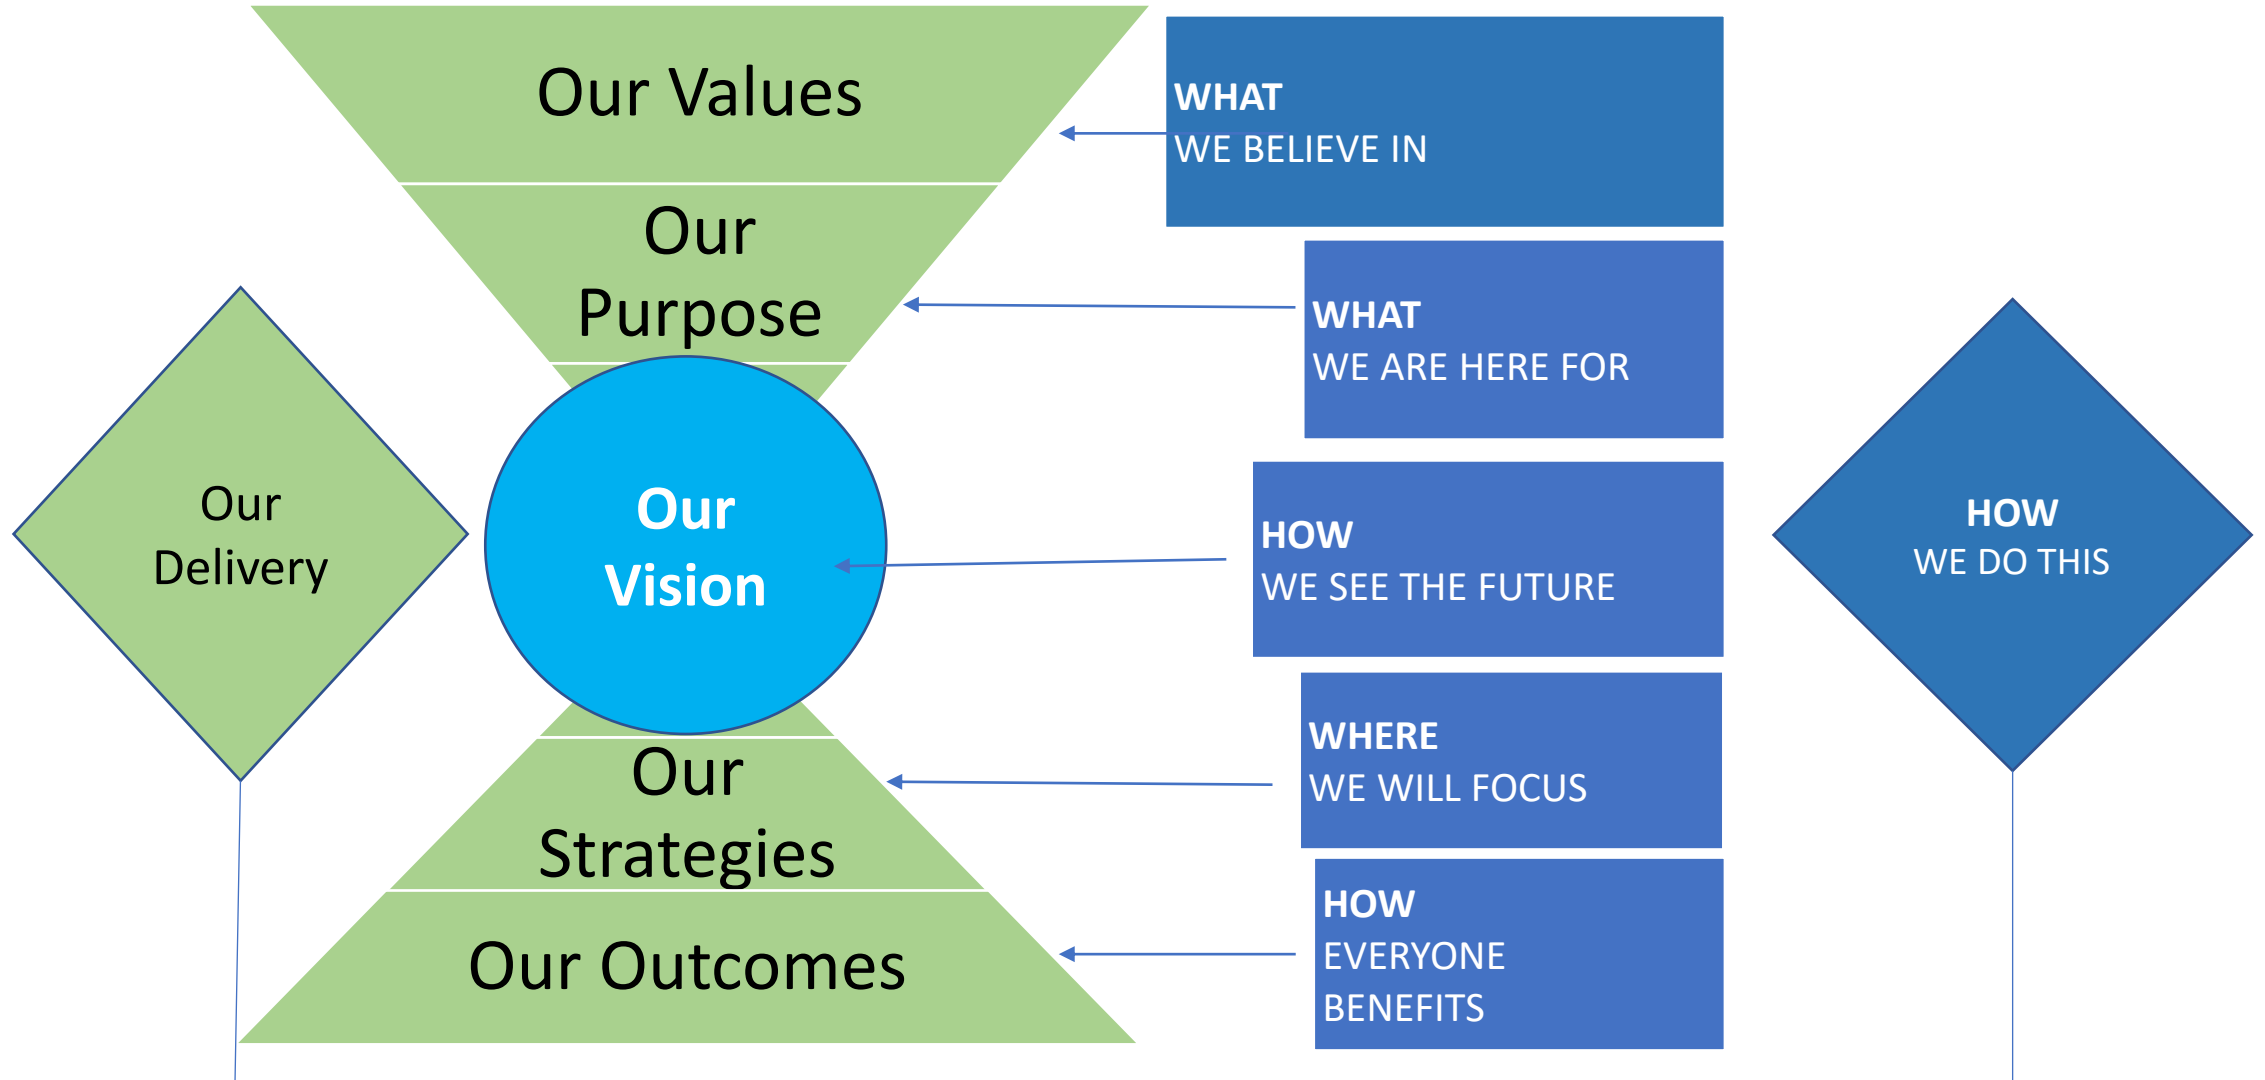 Our Values
WHAT
WE BELIEVE IN
Our
Purpose
WHAT
WE ARE HERE FOR
Our
Delivery
Our
Vision
HOW
WE SEE THE FUTURE
HOW
WE DO THIS
Our
Strategies
WHERE
WE WILL FOCUS
Our Outcomes
HOW
EVERYONE
BENEFITS